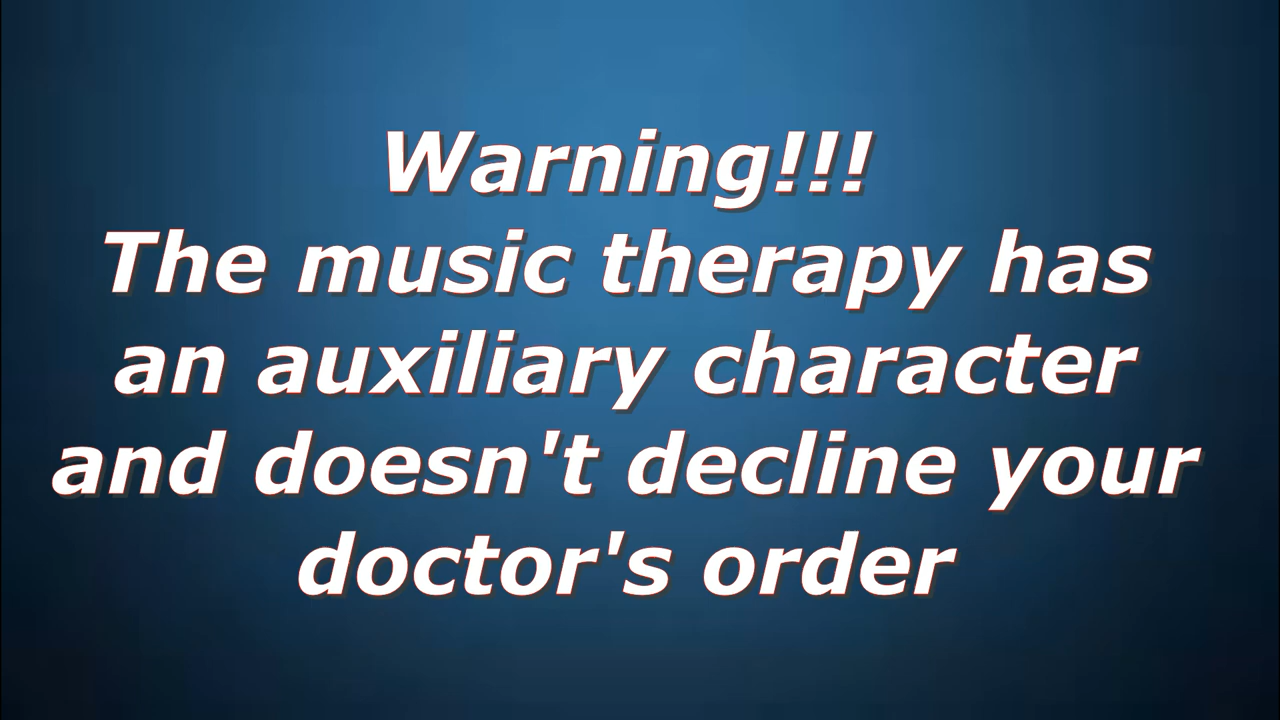 Warning!!!
The music therapy has
an auxiliary character
and doesn't decline your
doctor's order